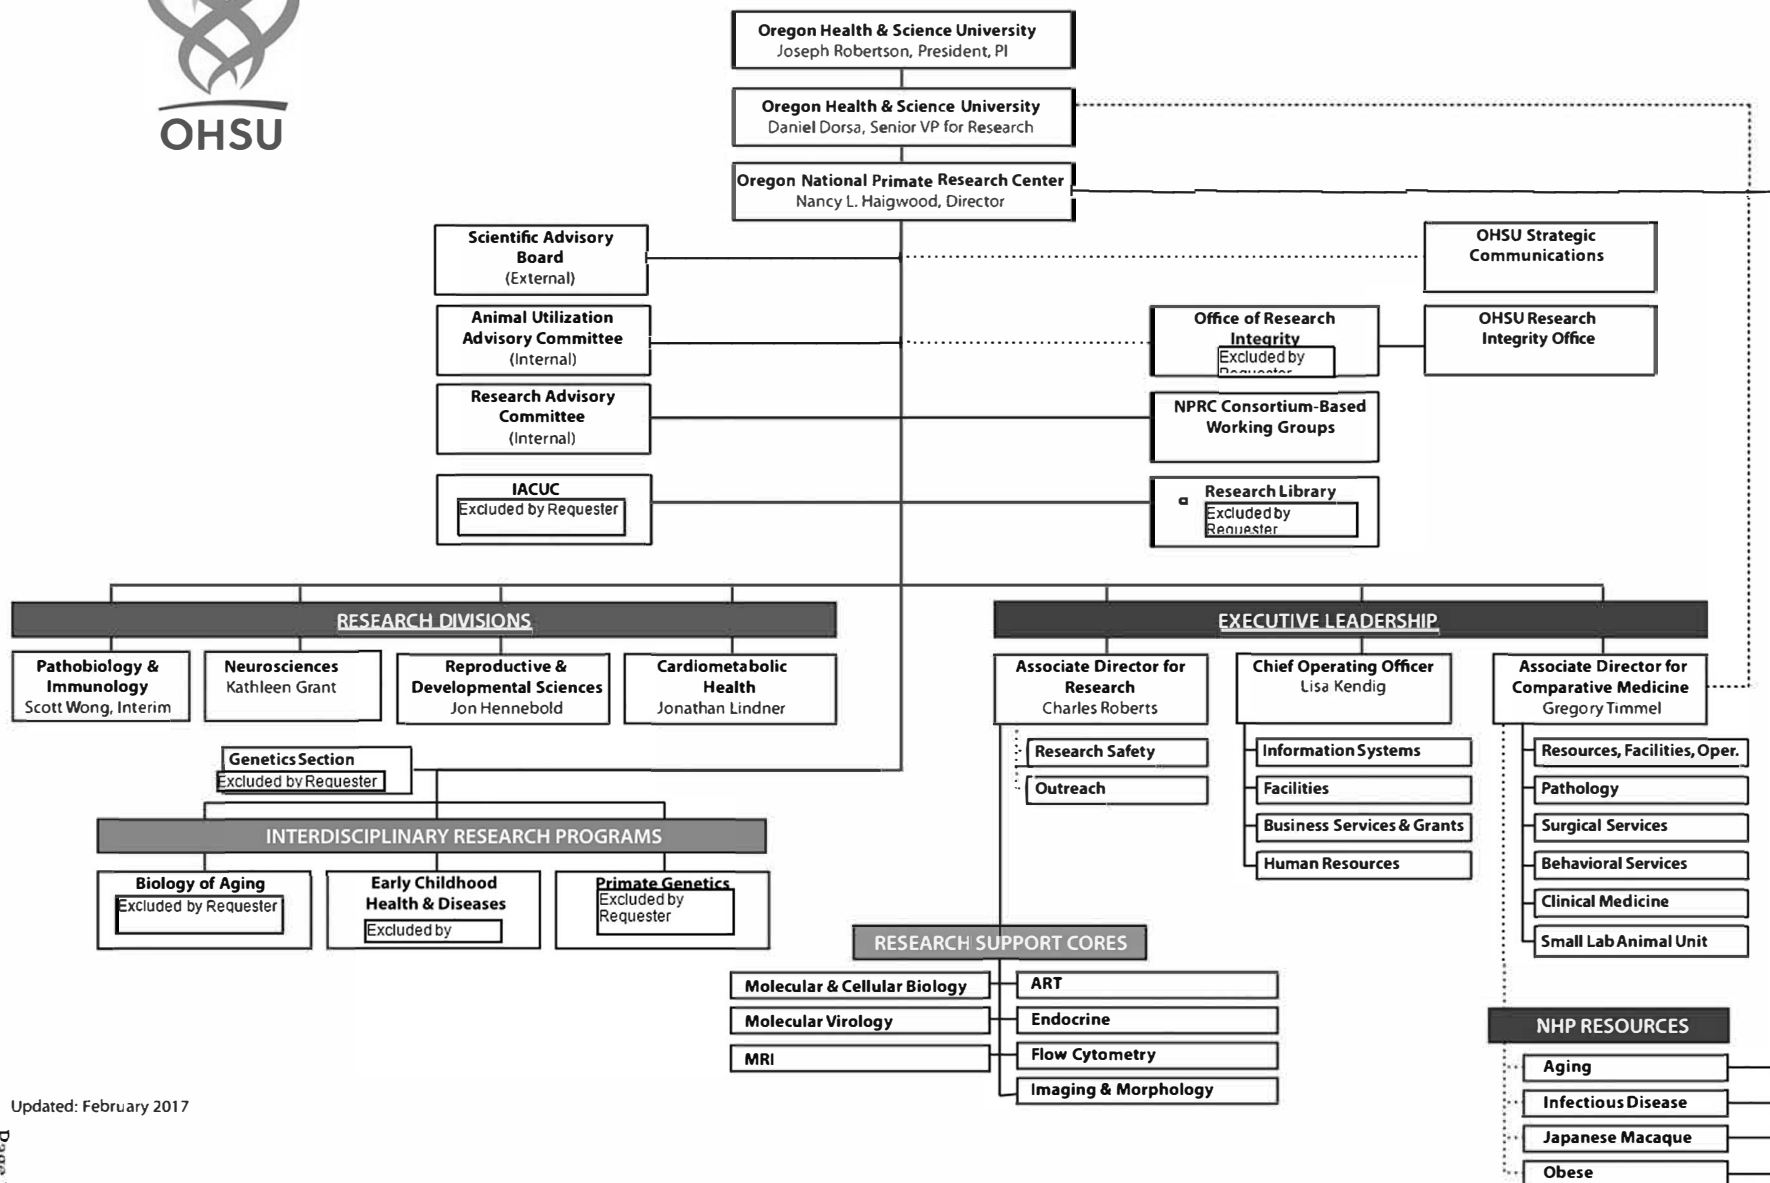 OHSU
Oregon Health & Science University
Joseph Robertson, President, PI
Oregon Health & Science University
Daniel Dorsa, Senior VP for Research
Oregon National Primate Research Center
Nancy L. Haigwood, Director
Scientific Advisory
Board
(External)
OHSU Strategic
Communications
Animal Utilization
Advisory Committee
(Internal)
Office of Research
Integrity
Excluded by
Requester
OHSU Research
Integrity Office
Research Advisory
Committee
(Internal)
NPRC Consortium-Based
Working Groups
IACUC
Excluded by Requester
Research Library
Excluded by
Requester
RESEARCH DIVISIONS
Pathobiology &
Immunology
Scott Wong, Interim
Neurosciences
Kathleen Grant
Reproductive &
Developmental Sciences
Jon Hennebold
Cardiometabolic
Health
Jonathan Lindner
EXECUTIVE LEADERSHIP
Associate Director for
Research
Charles Roberts
Chief Operating Officer
Lisa Kendig
Associate Director for
Comparative Medicine
Gregory Timmel
Research Safety
Outreach
Information Systems
Facilities
Business Services & Grants
Human Resources
Resources, Facilities, Oper.
Pathology
Surgical Services
Behavioral Services
Clinical Medicine
Small Lab Animal Unit
Genetics Section
Excluded by Requester
INTERDISCIPLINARY RESEARCH PROGRAMS
Biology of Aging
Excluded by Requester
Early Childhood
Health & Diseases
Excluded by
Primate Genetics
Excluded by
Requester
RESEARCH SUPPORT CORES
Molecular & Cellular Biology
Molecular Virology
MRI
ART
Endocrine
Flow Cytometry
Imaging & Morphology
NHP RESOURCES
Aging
Infectious Disease
Japanese Macaque
Obese
Updated: February 2017
Page